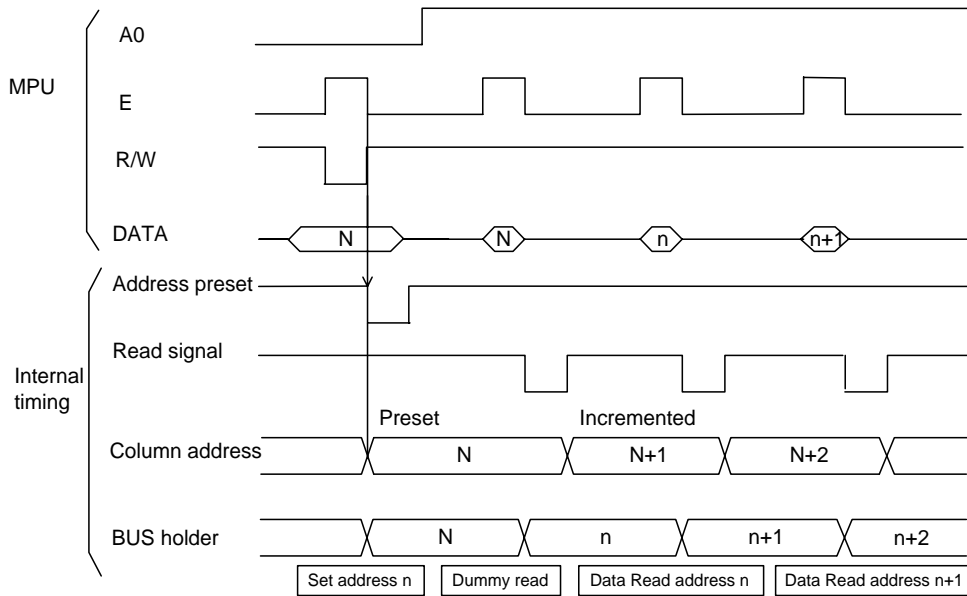 A0
MPU
E
R/W
DATA
N N n n+1
Address preset
Read signal
Internal
timing
Preset Incremented
Column address
N N+1 N+2
BUS holder
N n n+1 n+2
Set address n Dummy read Data Read address n Data Read address n+1